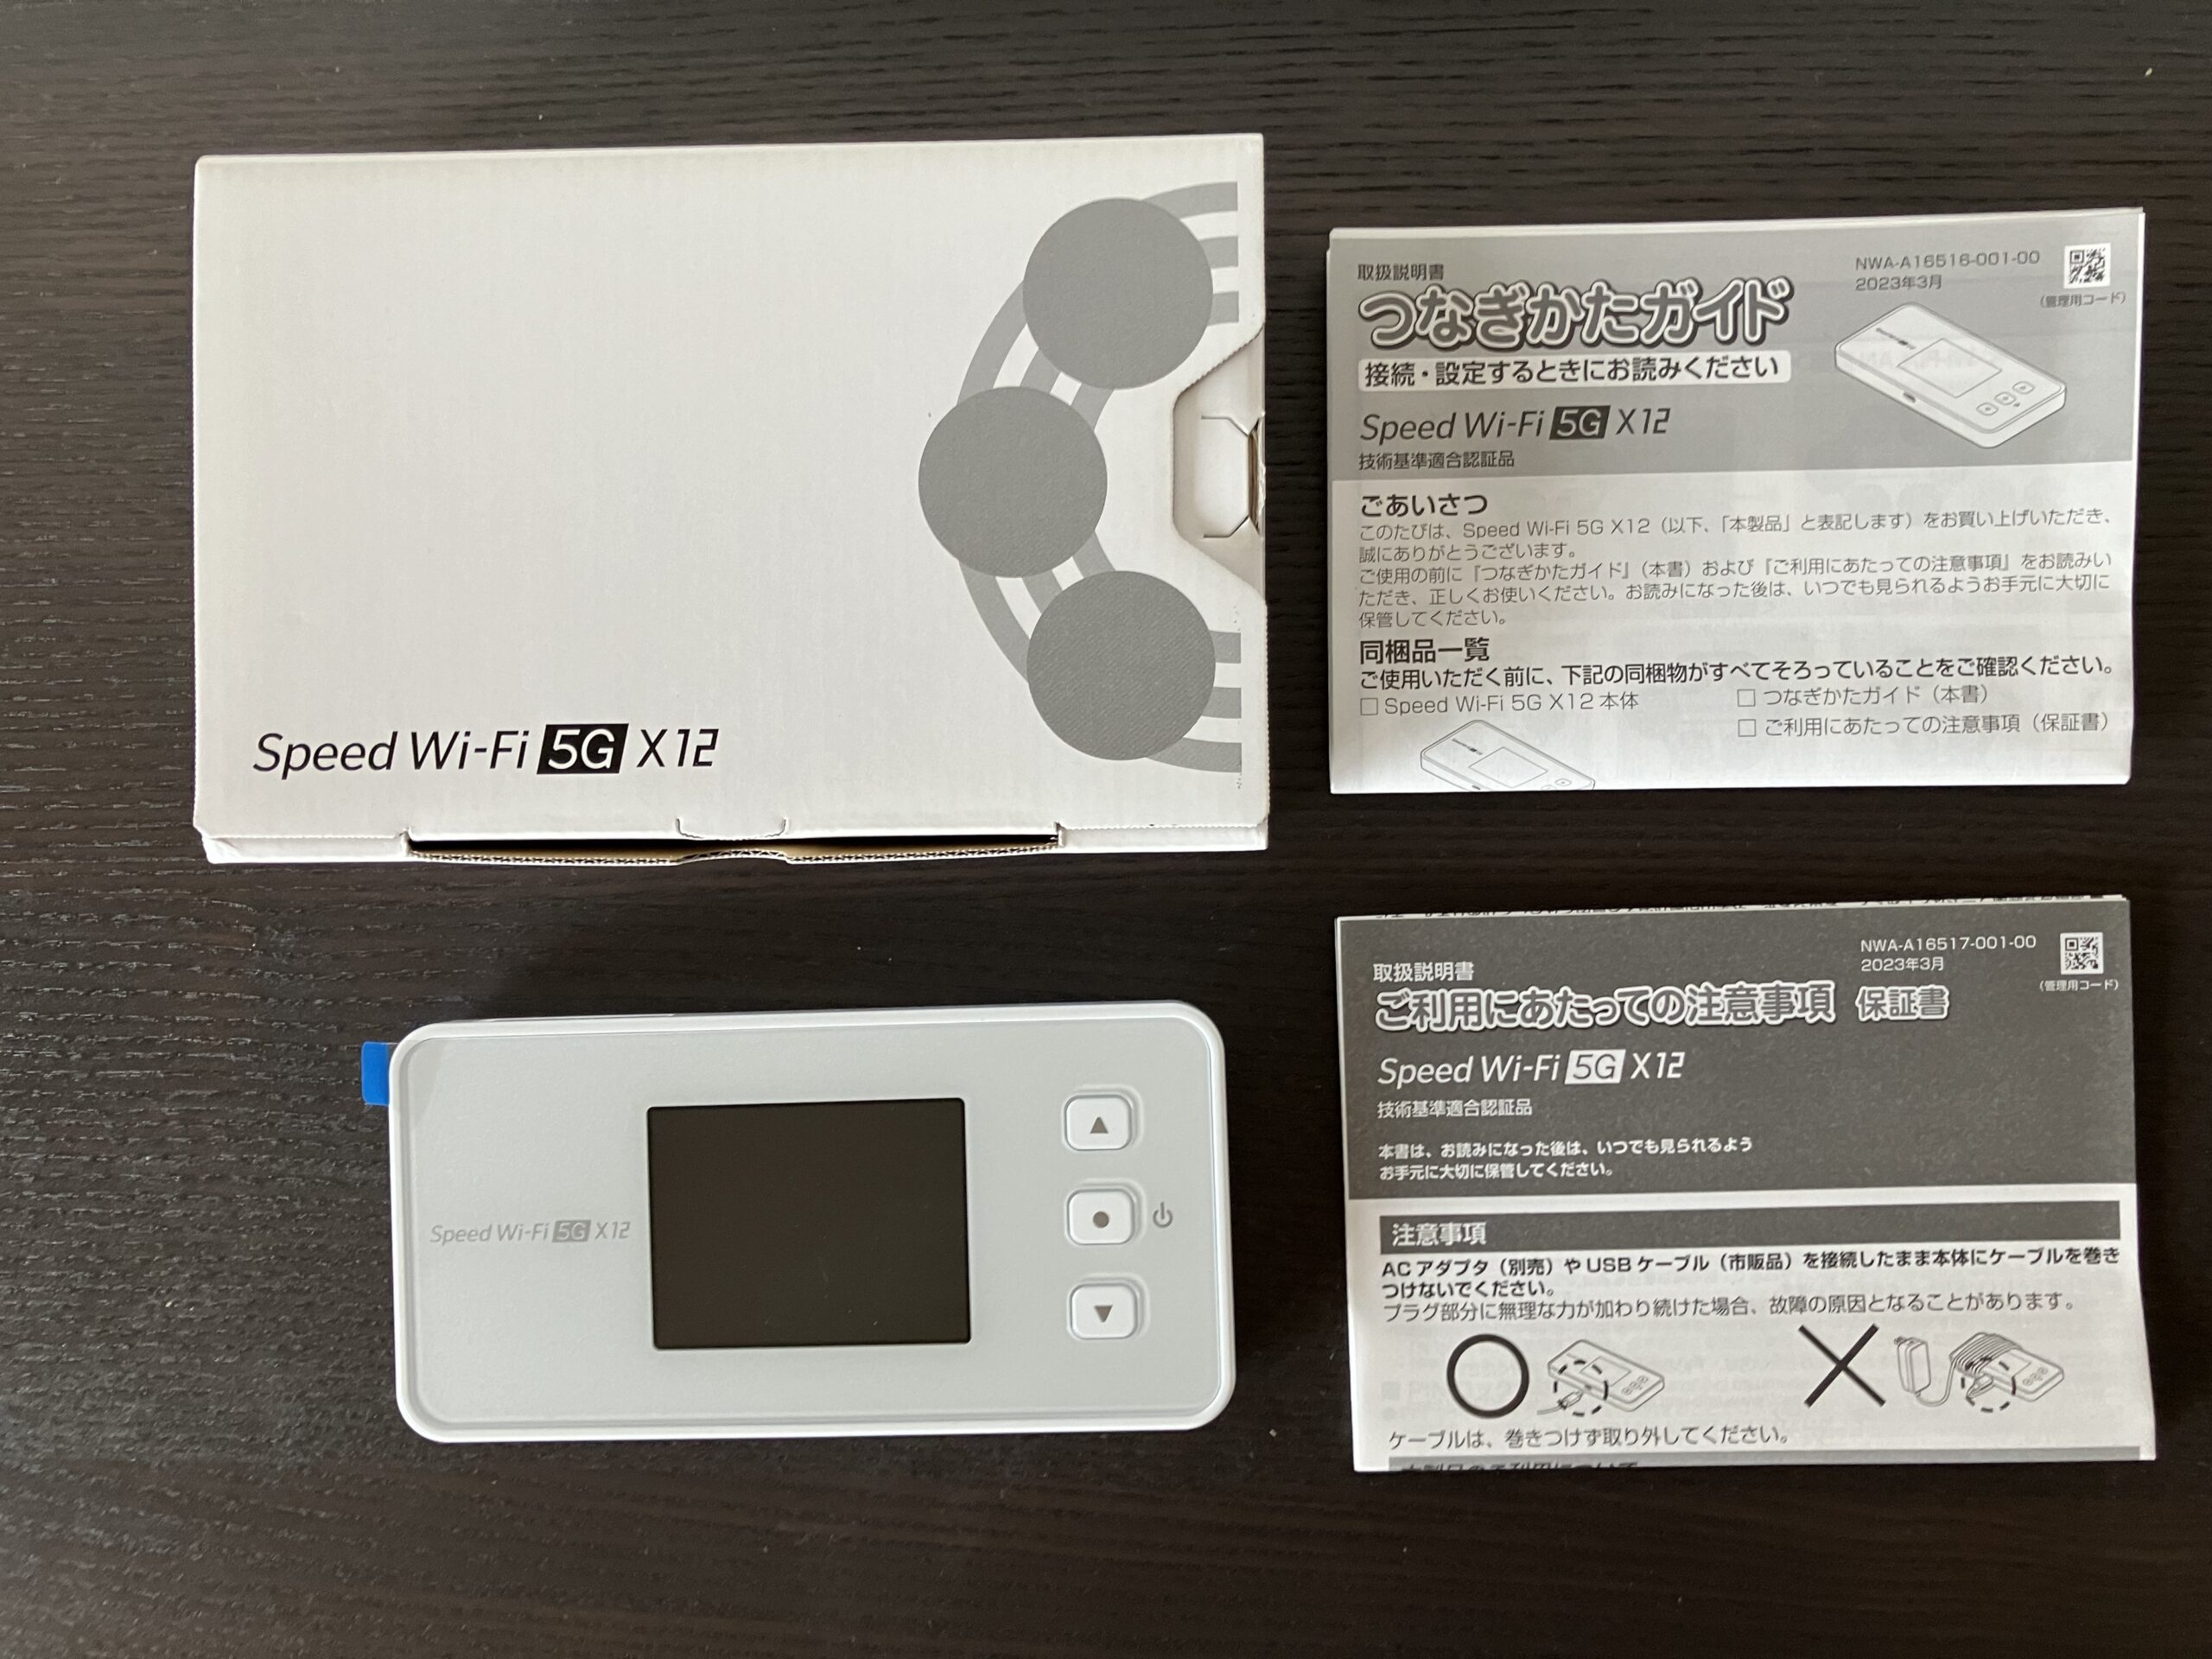 Speed Wi-Fi 5G X12
取扱説明書
つなぎかたガイド
接続・設定するときにお読みください
Speed Wi-Fi 5G X12
技術基準適合認証品
NWA-A16516-001-00
2023年3月
(管理用コード)
ごあいさつ
このたびは、Speed Wi-Fi 5G X12(以下、「本製品」と表記します)をお買い上げいただき、
誠にありがとうございます。
ご使用の前に『つなぎかたガイド』(本書)および『ご利用にあたっての注意事項』をお読みい
ただき、正しくお使いください。お読みになった後は、いつでも見られるようお手元に大切に
保管してください。
同梱品一覧
ご使用いただく前に、下記の同梱物がすべてそろっていることをご確認ください。
□ Speed Wi-Fi 5G X12 本体
□ つなぎかたガイド(本書)
□ ご利用にあたっての注意事項(保証書)
Speed Wi-Fi 5G X12
取扱説明書
ご利用にあたっての注意事項 保証書
Speed Wi-Fi 5G X12
技術基準適合認証品
NWA-A16517-001-00
2023年3月
(管理用コード)
本書は、お読みになった後は、いつでも見られるよう
お手元に大切に保管してください。
注意事項
ACアダプタ(別売)やUSBケーブル(市販品)を接続したまま本体にケーブルを巻き
つけないでください。
プラグ部分に無理な力が加わり続けた場合、故障の原因となることがあります。
ケーブルは、巻きつけず取り外してください。